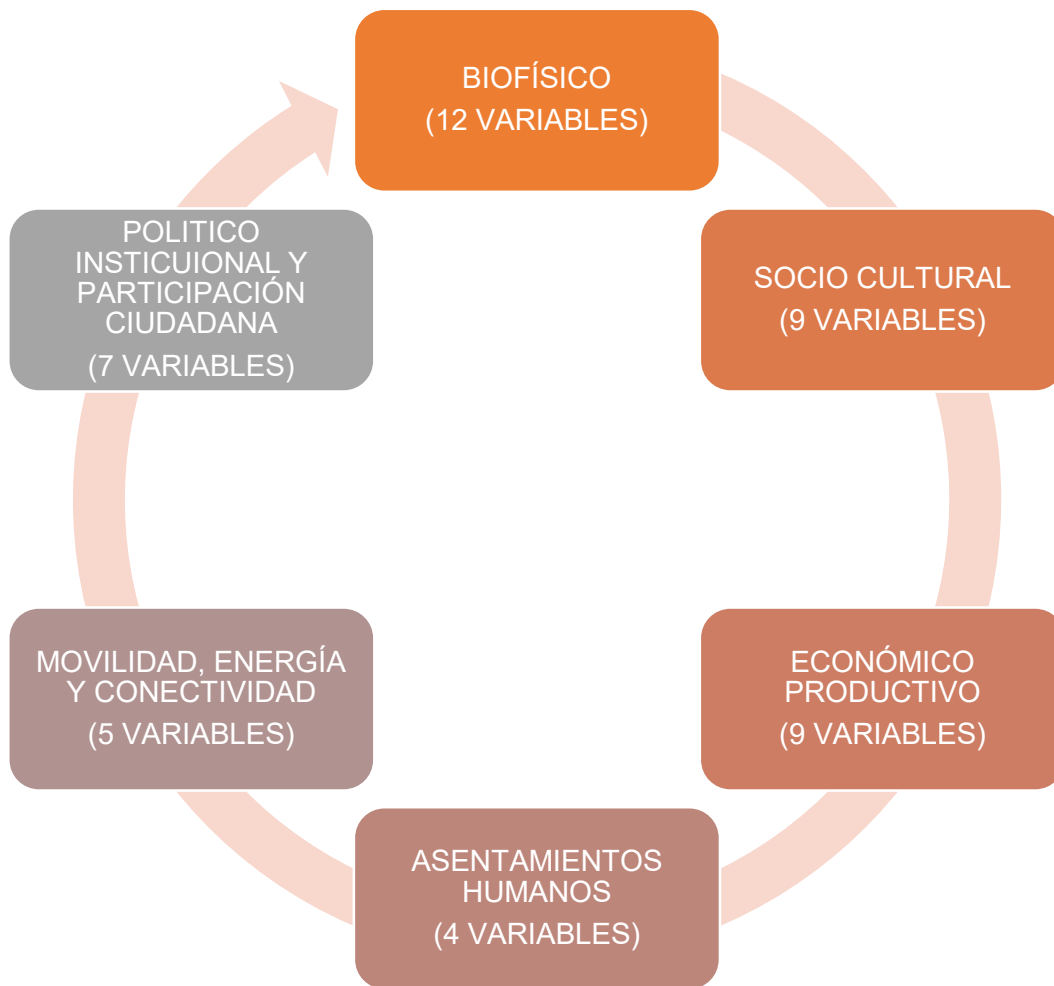 BIOFÍSICO
(12 VARIABLES)
SOCIO CULTURAL
(9 VARIABLES)
ECONÓMICO
PRODUCTIVO
(9 VARIABLES)
ASENTAMIENTOS
HUMANOS
(4 VARIABLES)
MOVILIDAD, ENERGÍA
Y CONECTIVIDAD
(5 VARIABLES)
POLITICO
INSTICUIONAL Y
PARTICIPACIÓN
CIUDADANA
(7 VARIABLES)